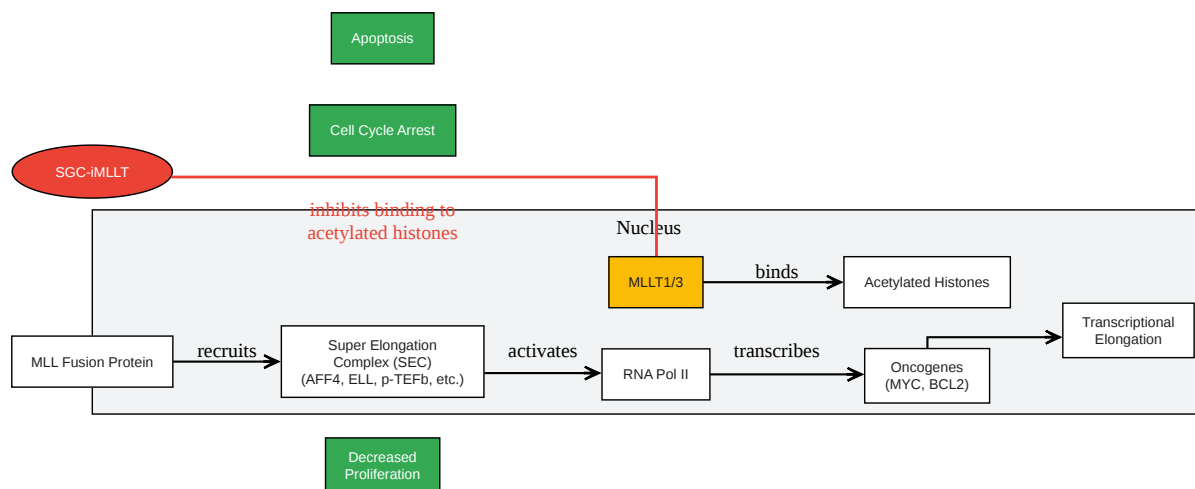 Apoptosis
Cell Cycle Arrest
SGC-iMLLT
inhibits binding to
acetylated histones
Nucleus
MLLT1/3
binds
Acetylated Histones
MLL Fusion Protein
recruits
Super Elongation
Complex (SEC)
(AFF4, ELL, p-TEFb, etc.)
activates
RNA Pol II
transcribes
Oncogenes
(MYC, BCL2)
Transcriptional
Elongation
Decreased
Proliferation